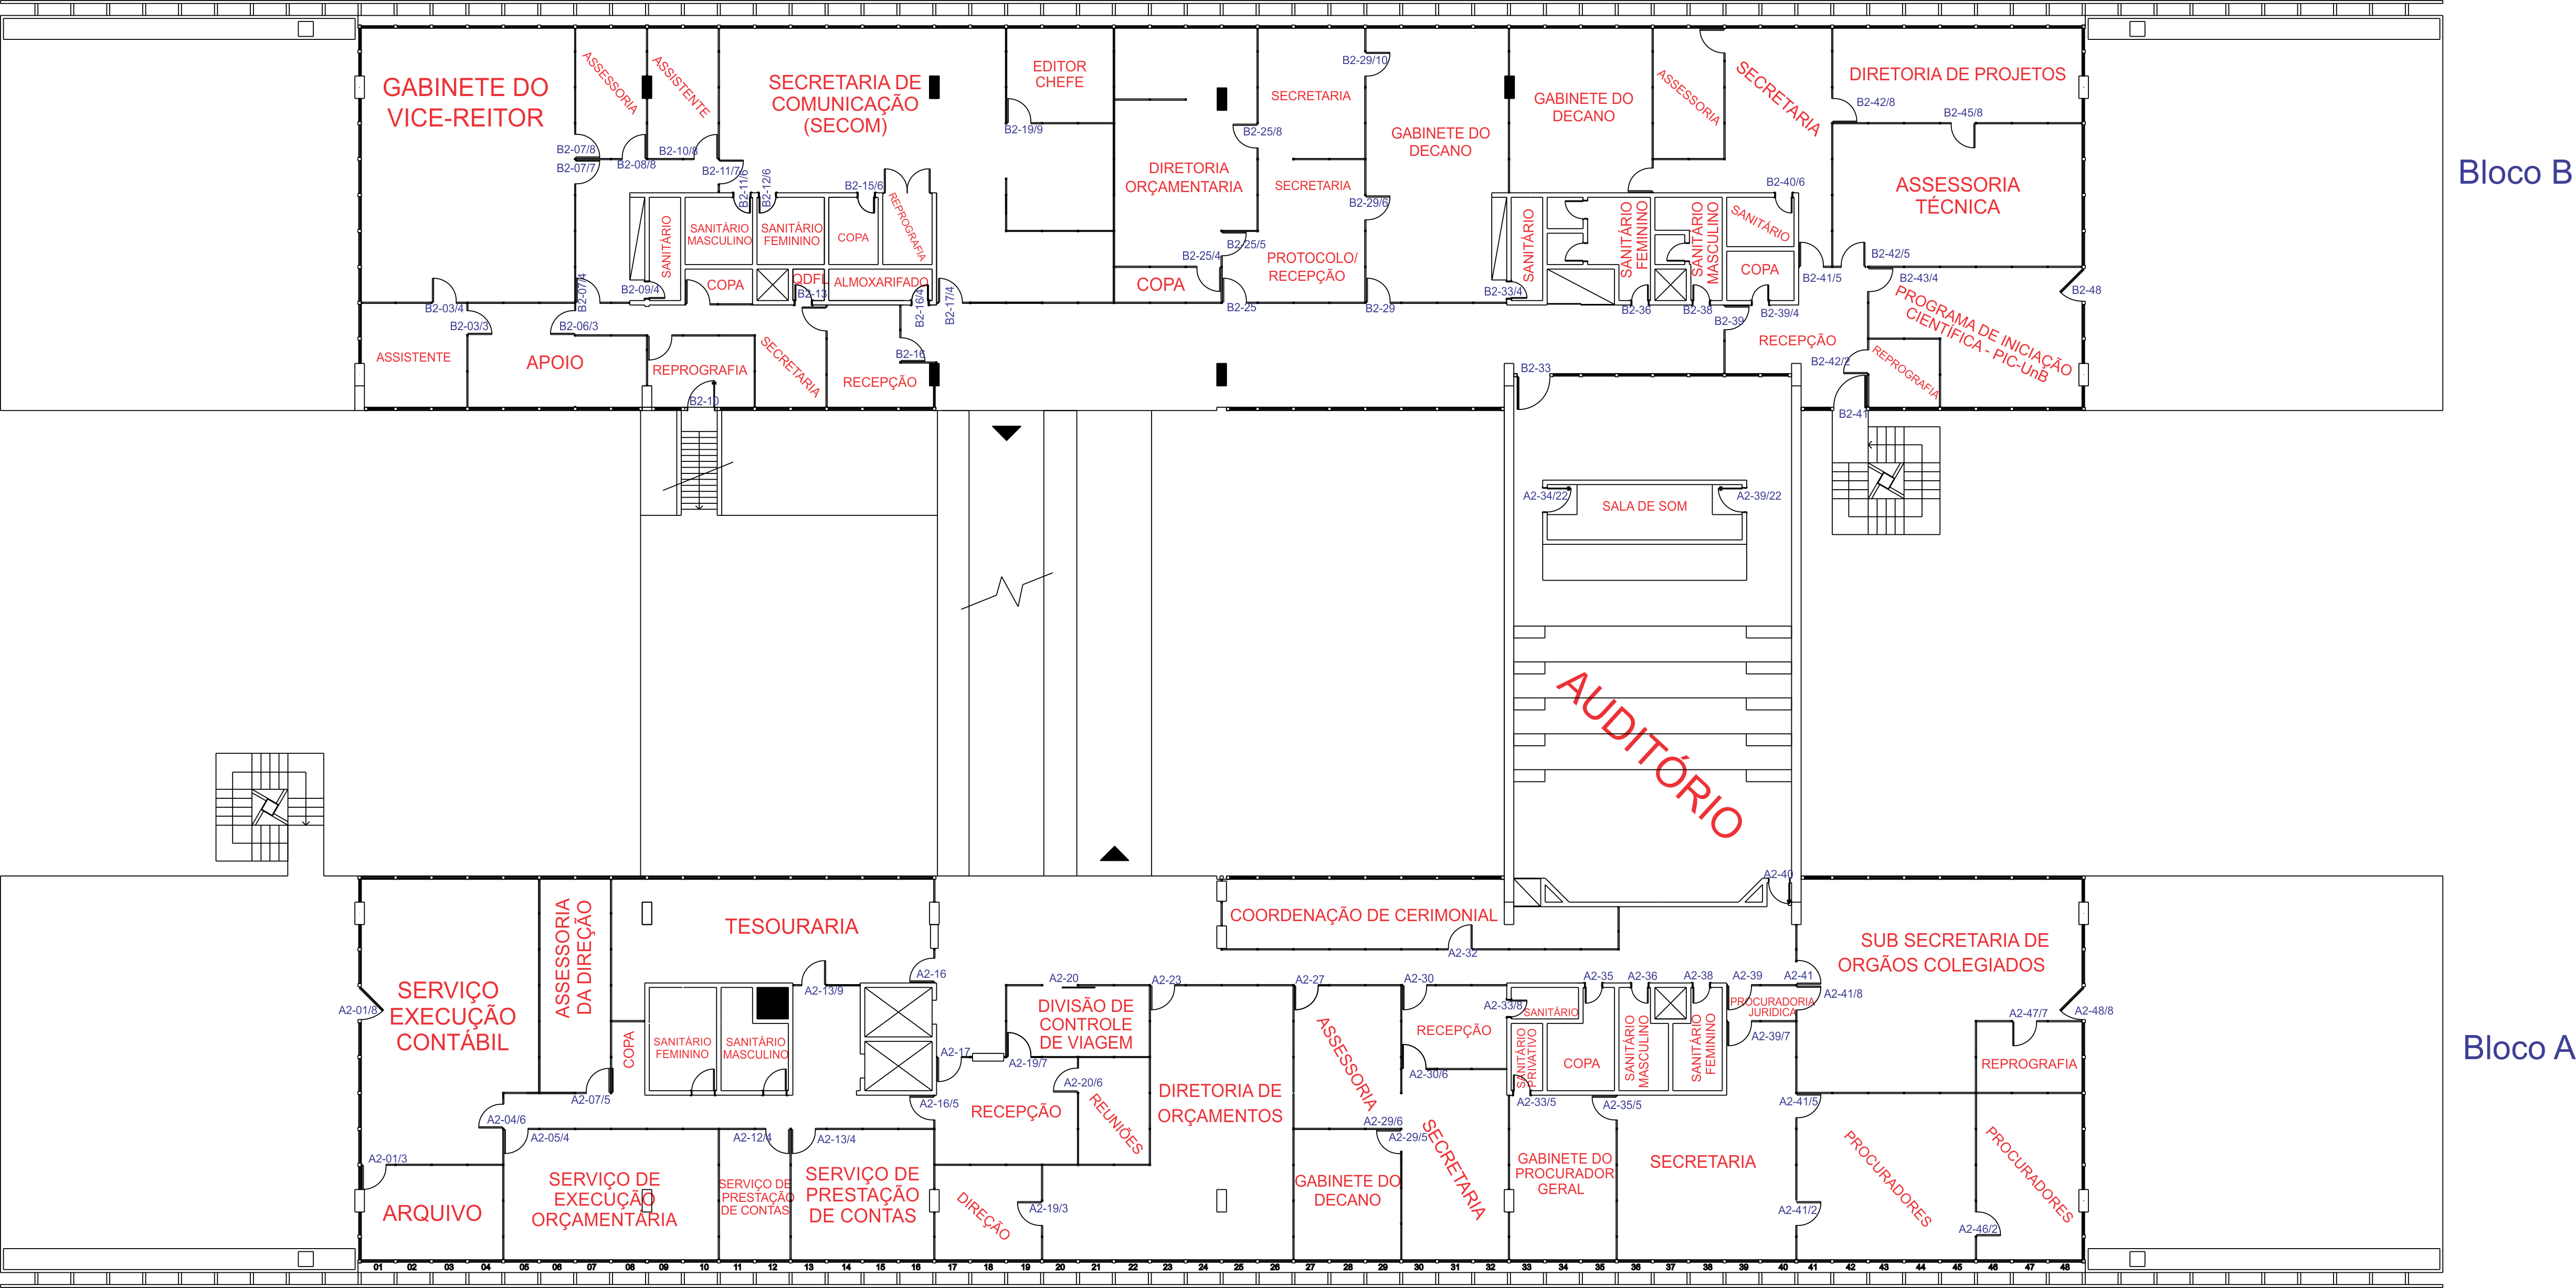 GABINETE DO
VICE-REITOR
ASSESSORIA
ASSISTENTE
SECRETARIA DE
COMUNICAÇÃO
(SECOM)
EDITOR
CHEFE
B2-19/9
DIRETORIA
ORÇAMENTARIA
SECRETARIA
B2-25/8
SECRETARIA
B2-29/10
GABINETE DO
DECANO
GABINETE DO
DECANO
ASSESSORIA
SECRETARIA
DIRETORIA DE PROJETOS
B2-42/8
B2-45/8
ASSESSORIA
TÉCNICA
Bloco B
B2-07/8
B2-07/7
B2-08/8
B2-10/8
B2-11/7
B2-11/6
B2-12/6
B2-15/6
B2-29/6
B2-40/6
SANITÁRIO
SANITÁRIO
MASCULINO
SANITÁRIO
FEMININO
COPA
REPROGRAFIA
B2-25/5
B2-25/4
PROTOCOLO/
RECEPÇÃO
SANITÁRIO
SANITÁRIO
FEMININO
SANITÁRIO
MASCULINO
SANITÁRIO
COPA
B2-42/5
B2-41/5
B2-43/4
B2-48
B2-07/4
B2-09/4
COPA
QDFL
B2-13
ALMOXARIFADO
B2-16/4
B2-17/4
COPA
B2-25
B2-29
B2-33/4
B2-36
B2-38
B2-39
B2-39/4
B2-03/4
B2-03/3
B2-06/3
ASSISTENTE
APOIO
REPROGRAFIA
SECRETARIA
B2-16
RECEPÇÃO
B2-10
B2-33
RECEPÇÃO
B2-42/2
REPROGRAFIA
PROGRAMA DE INICIAÇÃO
CIENTÍFICA - PIC-UnB
B2-41
A2-34/22
SALA DE SOM
A2-39/22
AUDITÓRIO
A2-40
SERVIÇO
EXECUÇÃO
CONTÁBIL
A2-01/8
ASSESSORIA
DA DIREÇÃO
TESOURARIA
A2-16
A2-13/9
COPA
SANITÁRIO
FEMININO
SANITÁRIO
MASCULINO
COORDENAÇÃO DE CERIMONIAL
A2-32
SUB SECRETARIA DE
ORGÃOS COLEGIADOS
A2-20
A2-23
A2-27
A2-30
A2-35
A2-36
A2-38
A2-39
A2-41
A2-41/8
A2-48/8
A2-47/7
DIVISÃO DE
CONTROLE
DE VIAGEM
A2-17
A2-19/7
A2-20/6
RECEPÇÃO
REUNIÕES
DIRETORIA DE
ORÇAMENTOS
ASSESSORIA
RECEPÇÃO
A2-30/6
A2-33/8
SANITÁRIO
SANITÁRIO
PRIVATIVO
COPA
SANITÁRIO
MASCULINO
SANITÁRIO
FEMININO
PROCURADORIA
JURIDICA
A2-39/7
REPROGRAFIA
Bloco A
A2-07/5
A2-04/6
A2-05/4
A2-12/4
A2-13/4
A2-16/5
A2-29/6
A2-29/5
A2-33/5
A2-35/5
A2-41/5
A2-01/3
ARQUIVO
SERVIÇO DE
EXECUÇÃO
ORÇAMENTÁRIA
SERVIÇO DE
PRESTAÇÃO
DE CONTAS
SERVIÇO DE
PRESTAÇÃO
DE CONTAS
DIREÇÃO
A2-19/3
GABINETE DO
DECANO
SECRETARIA
GABINETE DO
PROCURADOR
GERAL
SECRETARIA
A2-41/2
PROCURADORES
A2-46/2
PROCURADORES
01 02 03 04 05 06 07 08 09 10 11 12 13 14 15 16 17 18 19 20 21 22 23 24 25 26 27 28 29 30 31 32 33 34 35 36 37 38 39 40 41 42 43 44 45 46 47 48